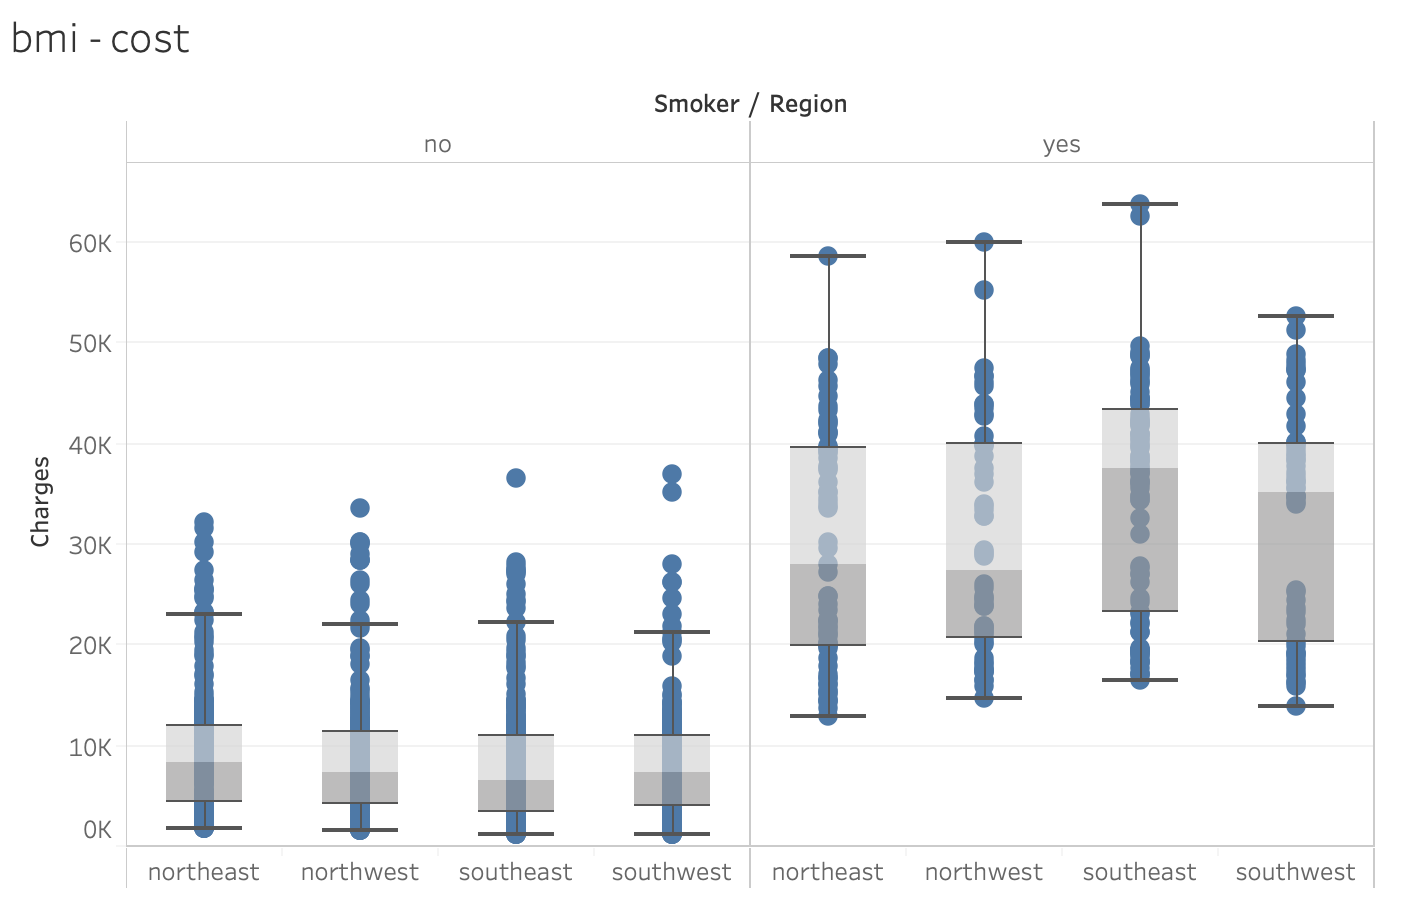 bmi - cost
Smoker / Region
no yes
60K
50K
40K
30K
20K
10K
0K
Charges
northeast northwest southeast southwest northeast northwest southeast southwest